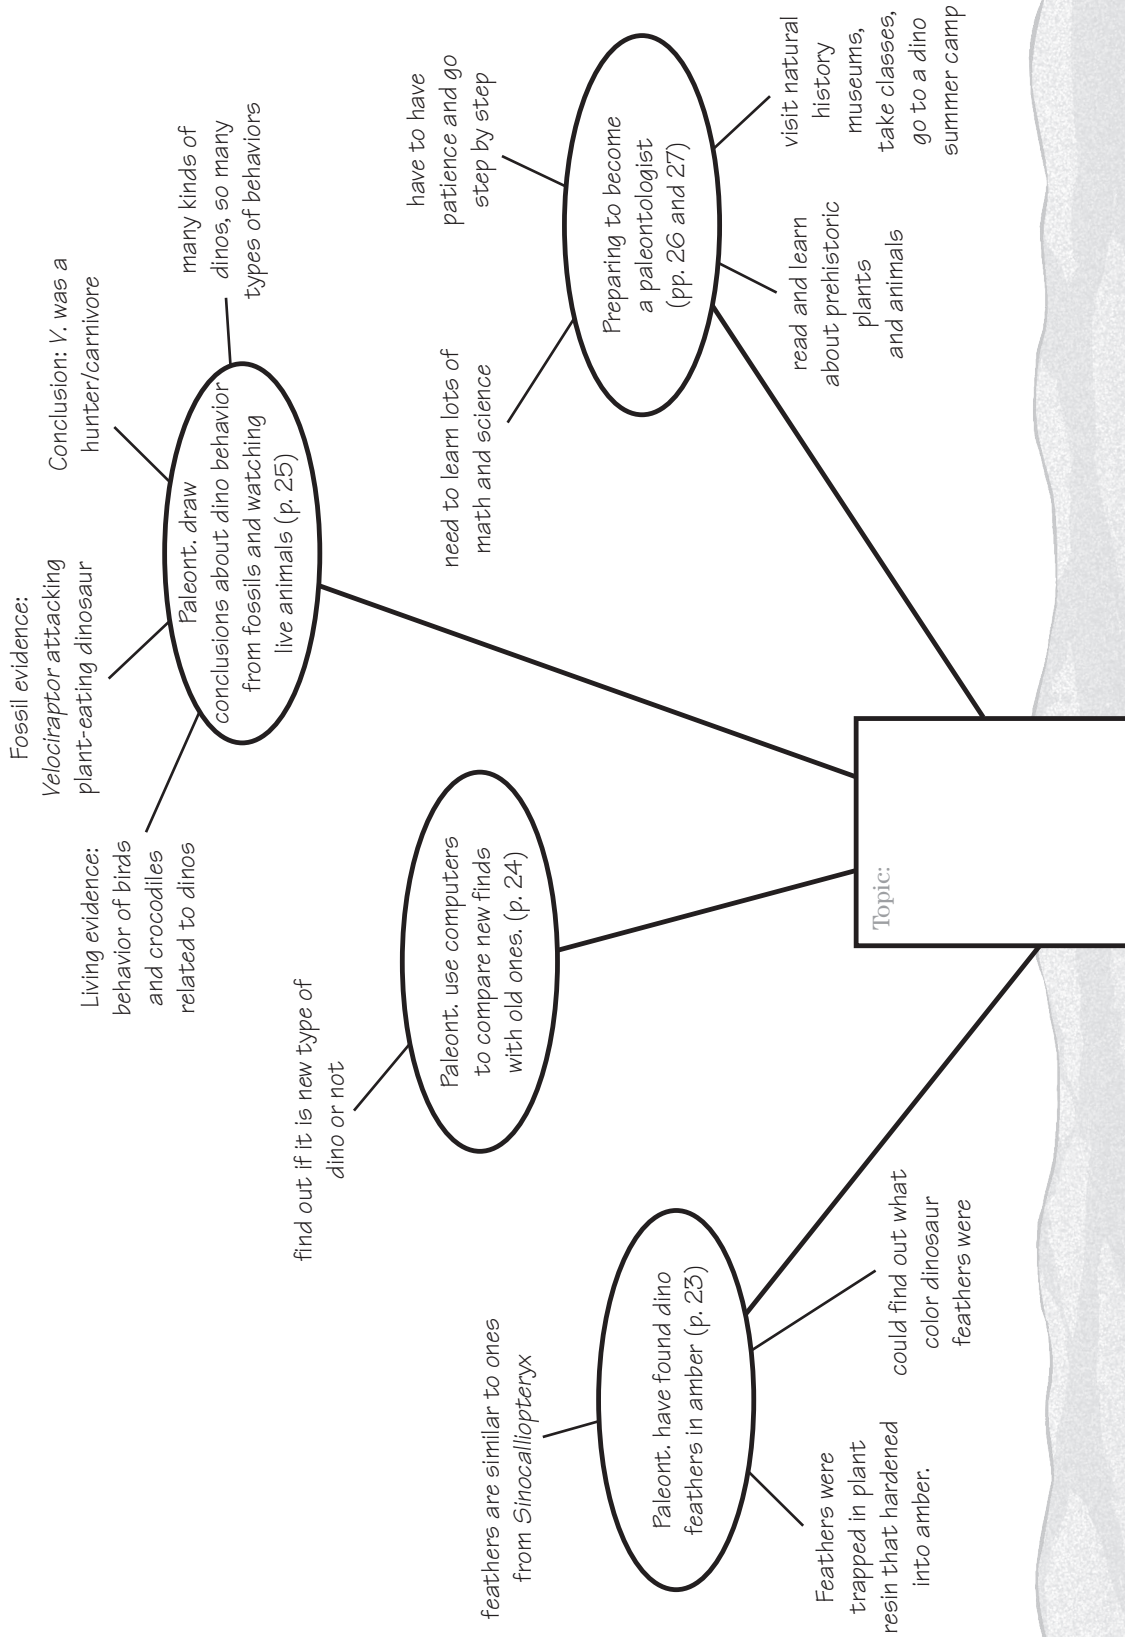 Fossil evidence:
Velociraptor attacking
plant-eating dinosaur
Conclusion: V. was a
hunter/carnivore
Living evidence:
behavior of birds
and crocodiles
related to dinos
many kinds of
dinos, so many
types of behaviors
Paleont. draw
conclusions about dino behavior
from fossils and watching
live animals (p. 25)
find out if it is new type of
dino or not
Paleont. use computers
to compare new finds
with old ones. (p. 24)
have to have
patience and go
step by step
need to learn lots of
math and science
Preparing to become
a paleontologist
(pp. 26 and 27)
read and learn
about prehistoric
plants
and animals
visit natural
history
museums,
take classes,
go to a dino
summer camp
feathers are similar to ones
from Sinocalliopteryx
Paleont. have found dino
feathers in amber (p. 23)
Feathers were
trapped in plant
resin that hardened
into amber.
could find out what
color dinosaur
feathers were
Topic: